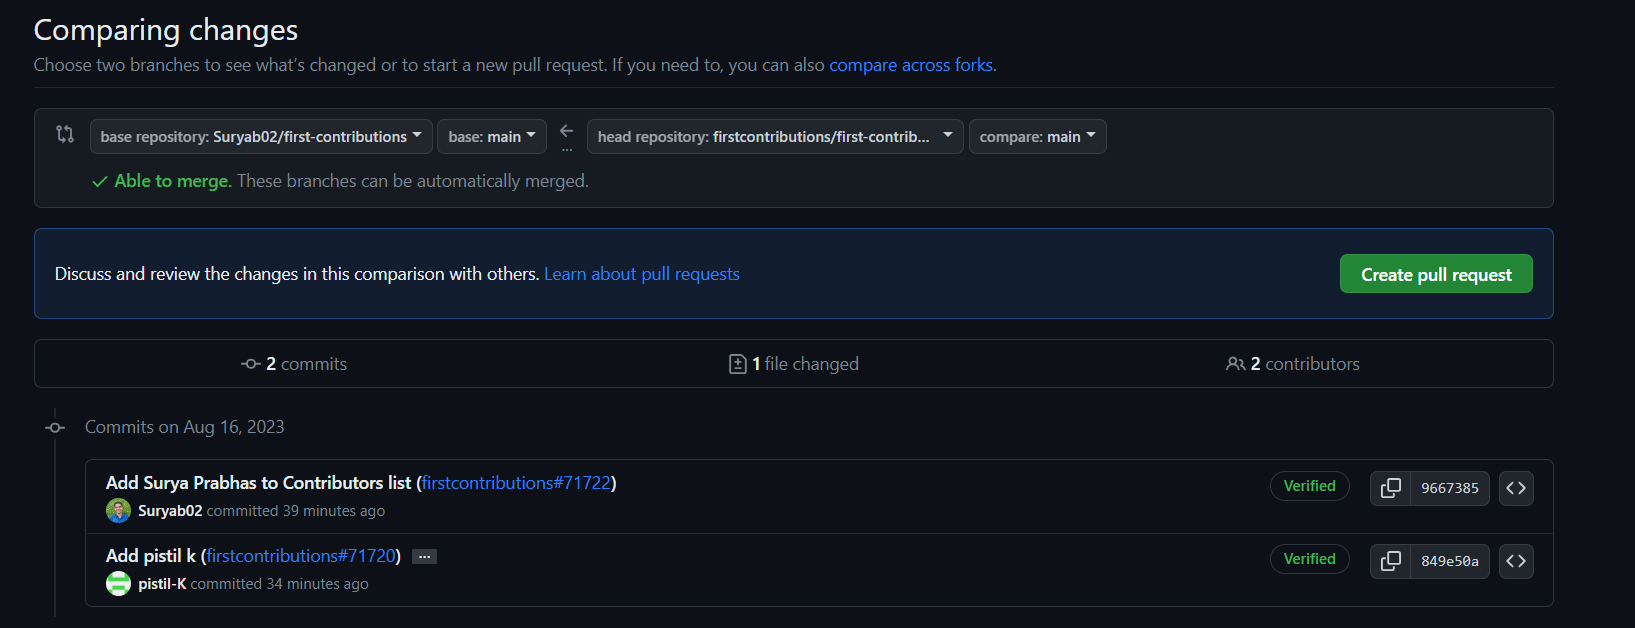 Comparing changes
Choose two branches to see what's changed or to start a new pull request. If you need to, you can also compare across forks.
base repository: Suryab02/first-contributions base: main ... head repository: firstcontributions/first-contrib... compare: main
Able to merge. These branches can be automatically merged.
Discuss and review the changes in this comparison with others. Learn about pull requests Create pull request
2 commits 1 file changed 2 contributors
Commits on Aug 16, 2023
Add Surya Prabhas to Contributors list (firstcontributions#71722) Verified 9667385
Suryab02 committed 39 minutes ago
Add pistil k (firstcontributions#71720) ... Verified 849e50a
pistil-K committed 34 minutes ago